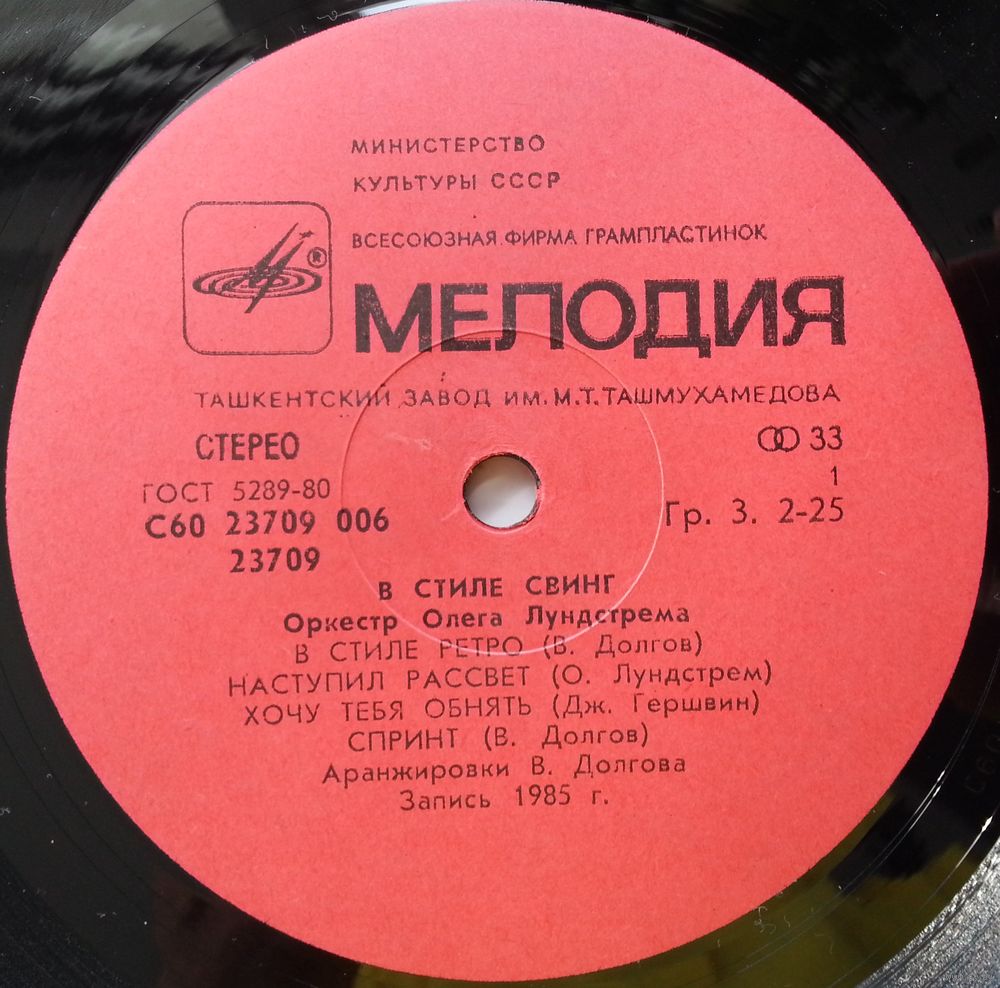 МИНИСТЕРСТВО
КУЛЬТУРЫ СССР
ВСЕСОЮЗНАЯ ФИРМА ГРАМПЛАСТИНОК
®
МЕЛОДИЯ
ТАШКЕНТСКИЙ ЗАВОД ИМ. М.Т. ТАШМУХАМЕДОВА
СТЕРЕО
33
ГОСТ 5289-80
1
С60 23709 006
Гр. 3. 2-25
23709
В СТИЛЕ СВИНГ
Оркестр Олега Лундстрема
В СТИЛЕ РЕТРО (В. Долгов)
НАСТУПИЛ РАССВЕТ (О. Лундстрем)
ХОЧУ ТЕБЯ ОБНЯТЬ (Дж. Гершвин)
СПРИНТ (В. Долгов)
Аранжировки В. Долгова
Запись 1985 г.